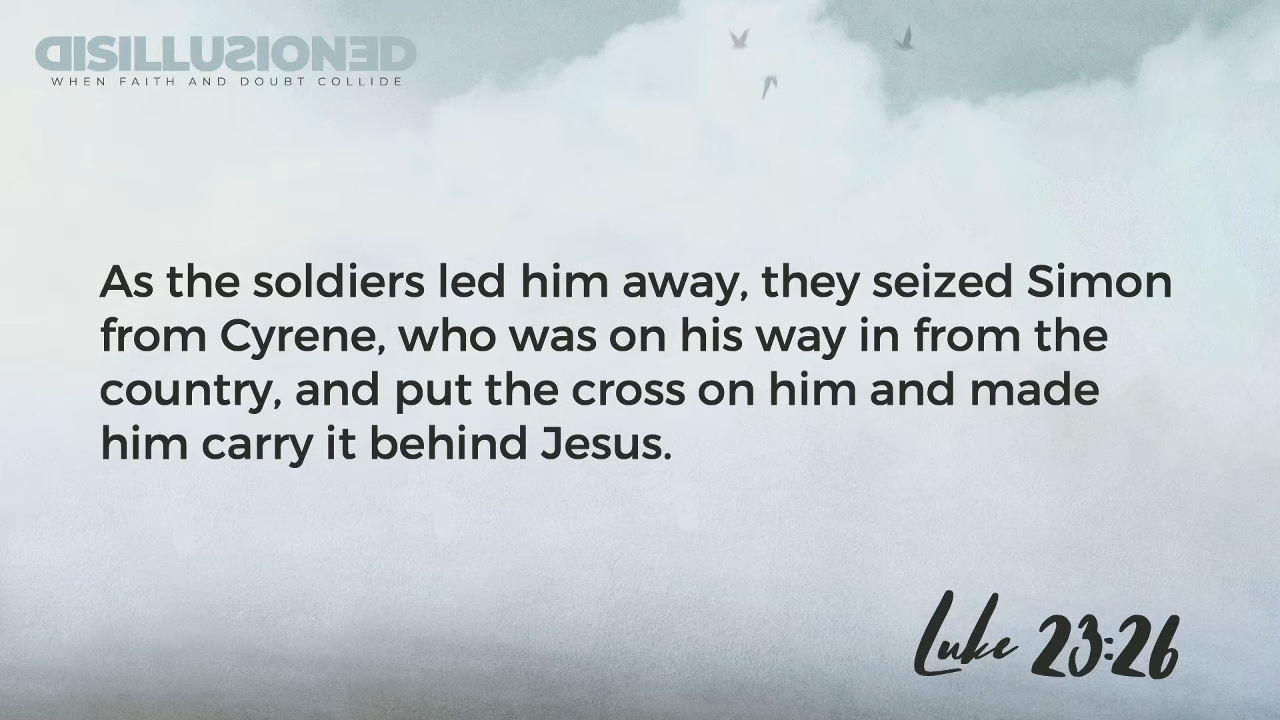 DISILLUSIONED
WHEN FAITH AND DOUBT COLLIDE
As the soldiers led him away, they seized Simon
from Cyrene, who was on his way in from the
country, and put the cross on him and made
him carry it behind Jesus.
Luke 23:26